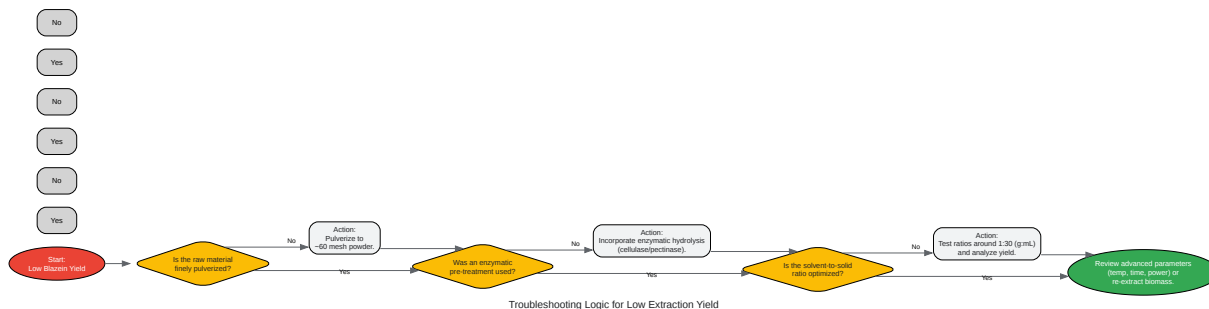 No
Yes
No
Yes
No
Yes
Start:
Low Blazein Yield
Is the raw material
finely pulverized?
No
Yes
Action:
Pulverize to
~60 mesh powder.
Was an enzymatic
pre-treatment used?
No
Yes
Action:
Incorporate enzymatic hydrolysis
(cellulase/pectinase).
Is the solvent-to-solid
ratio optimized?
No
Yes
Action:
Test ratios around 1:30 (g:mL)
and analyze yield.
Review advanced parameters
(temp, time, power) or
re-extract biomass.
Troubleshooting Logic for Low Extraction Yield